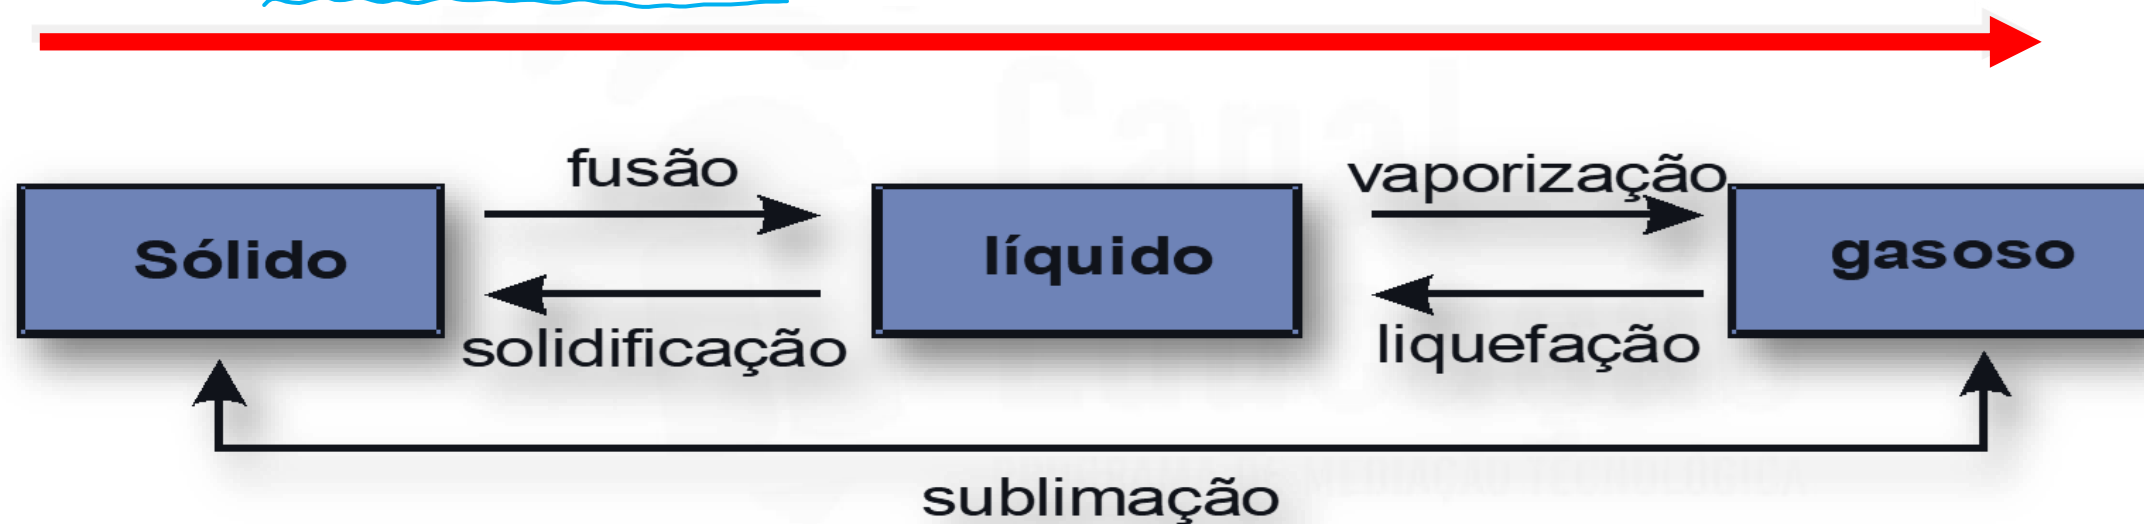 fusão
vaporização
Sólido
líquido
gasoso
solidificação
liquefação
sublimação